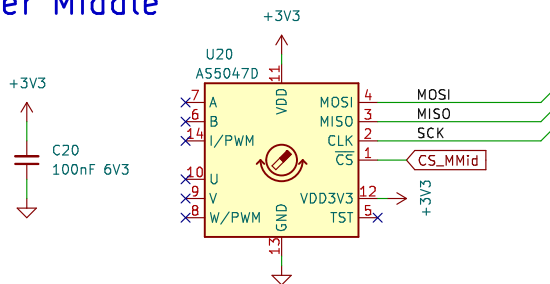 er Middle
+3V3
U20
AS5047D
+3V3
11
VDD
7 A
6 B
14 I/PWM
10 U
9 V
8 W/PWM
MOSI 4 MOSI
MISO 3 MISO
CLK 2 SCK
CS 1 CS_MMid
VDD3V3 12 +3V3
TST 5
GND
13
C20
100nF 6V3